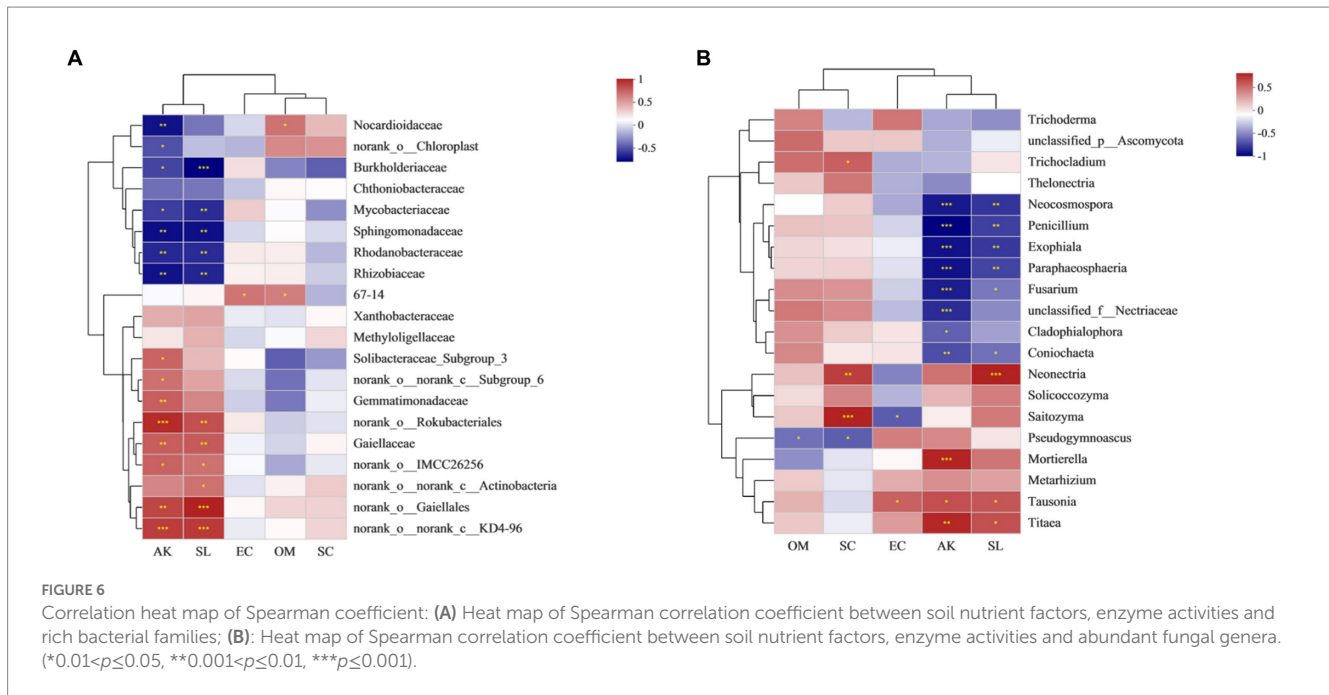 A
1
0.5
0
-0.5
** * Nocardioidaceae
* norank_o__Chloroplast
* *** Burkholderiaceae
Chthoniobacteraceae
* ** Mycobacteriaceae
** ** Sphingomonadaceae
** ** Rhodanobacteraceae
** ** Rhizobiaceae
* * 67-14
Xanthobacteraceae
Methyloligellaceae
* Solibacteraceae_Subgroup_3
* norank_o__norank_c__Subgroup_6
** Gemmatimonadaceae
*** ** norank_o__Rokubacteriales
** ** Gaiellaceae
* * norank_o__IMCC26256
* norank_o__norank_c__Actinobacteria
** *** norank_o__Gaiellales
*** *** norank_o__norank_c__KD4-96
AK SL EC OM SC
B
0.5
0
-0.5
-1
Trichoderma
unclassified_p__Ascomycota
* Trichocladium
Thelonectria
*** ** Neocosmospora
*** ** Penicillium
*** ** Exophiala
*** ** Paraphaeosphaeria
*** * Fusarium
*** unclassified_f__Nectriaceae
* Cladophialophora
** * Coniochaeta
** *** Neonectria
Solicoccozyma
*** * Saitozyma
* * Pseudogymnoascus
*** Mortierella
Metarhizium
* * * Tausonia
** * Titaea
OM SC EC AK SL
FIGURE 6
Correlation heat map of Spearman coefficient: (A) Heat map of Spearman correlation coefficient between soil nutrient factors, enzyme activities and
rich bacterial families; (B): Heat map of Spearman correlation coefficient between soil nutrient factors, enzyme activities and abundant fungal genera.
(*0.01<p≤0.05, **0.001<p≤0.01, ***p≤0.001).